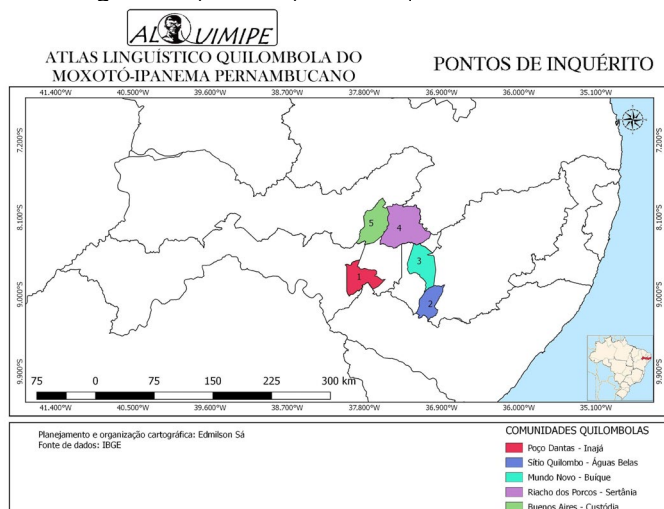 ALQUIMIPE
ATLAS LINGUÍSTICO QUILOMBOLA DO
MOXOTÓ-IPANEMA PERNAMBUCANO
PONTOS DE INQUÉRITO
41.400°W 40.500°W 39.600°W 38.700°W 37.800°W 36.900°W 36.000°W 35.100°W
7.200°S 7.200°S
8.100°S 8.100°S
9.000°S 9.000°S
9.900°S 9.900°S
5
4
3
1
2
75 0 75 150 225 300 km
41.400°W 40.500°W 39.600°W 38.700°W 37.800°W 36.900°W 36.000°W 35.100°W
Planejamento e organização cartográfica: Edmilson Sá
Fonte de dados: IBGE
COMUNIDADES QUILOMBOLAS
Poço Dantas - Inajá
Sítio Quilombo - Águas Belas
Mundo Novo - Buíque
Riacho dos Porcos - Sertânia
Buenos Aires - Custódia